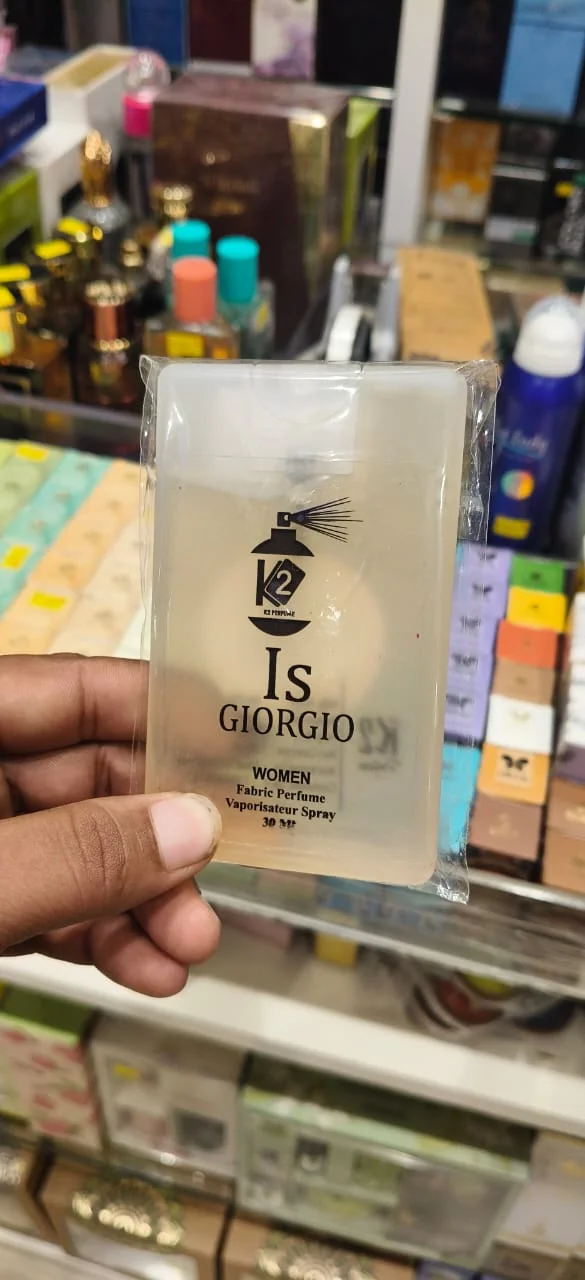 K2
K2 PERFUME
Is
GIORGIO
WOMEN
Fabric Perfume
Vaporisateur Spray
30 Ml